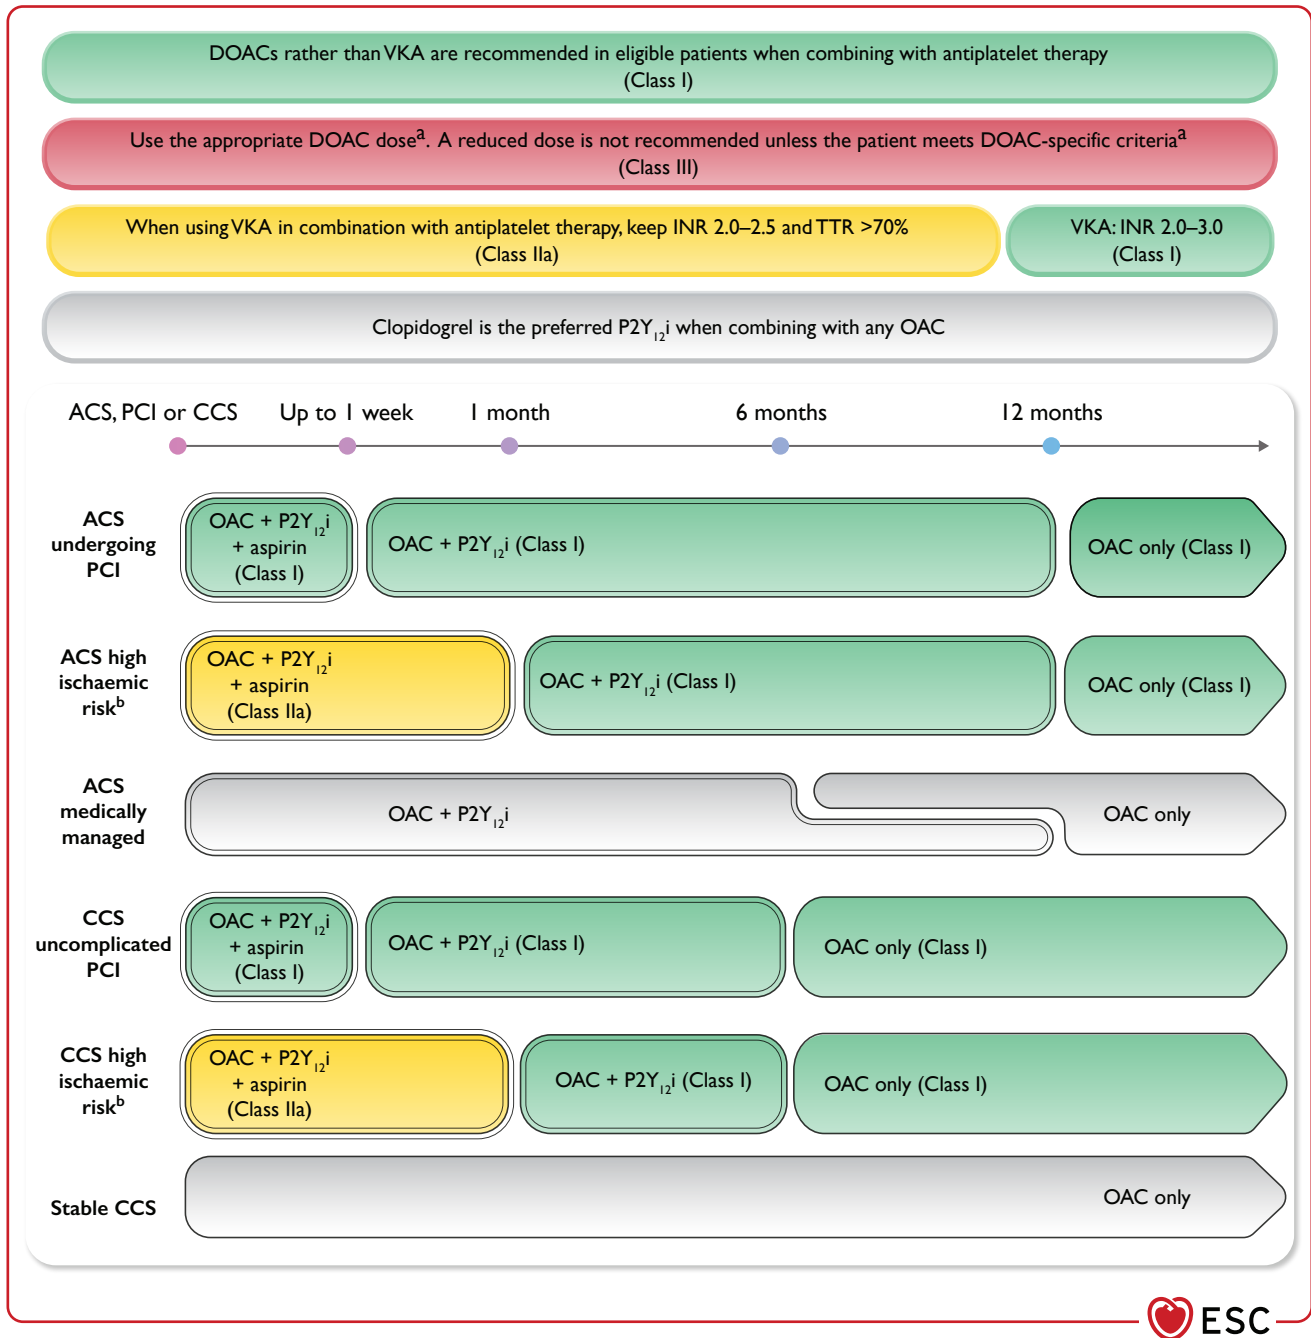 DOACs rather than VKA are recommended in eligible patients when combining with antiplatelet therapy
(Class I)
Use the appropriate DOAC doseᵃ. A reduced dose is not recommended unless the patient meets DOAC-specific criteriaᵃ
(Class III)
When using VKA in combination with antiplatelet therapy, keep INR 2.0–2.5 and TTR >70%
(Class IIa)
VKA: INR 2.0–3.0
(Class I)
Clopidogrel is the preferred P2Y₁₂i when combining with any OAC
ACS, PCI or CCS
Up to 1 week
1 month
6 months
12 months
ACS
undergoing
PCI
OAC + P2Y₁₂i
+ aspirin
(Class I)
OAC + P2Y₁₂i (Class I)
OAC only (Class I)
ACS high
ischaemic
riskᵇ
OAC + P2Y₁₂i
+ aspirin
(Class IIa)
OAC + P2Y₁₂i (Class I)
OAC only (Class I)
ACS
medically
managed
OAC + P2Y₁₂i
OAC only
CCS
uncomplicated
PCI
OAC + P2Y₁₂i
+ aspirin
(Class I)
OAC + P2Y₁₂i (Class I)
OAC only (Class I)
CCS high
ischaemic
riskᵇ
OAC + P2Y₁₂i
+ aspirin
(Class IIa)
OAC + P2Y₁₂i (Class I)
OAC only (Class I)
Stable CCS
OAC only
ESC